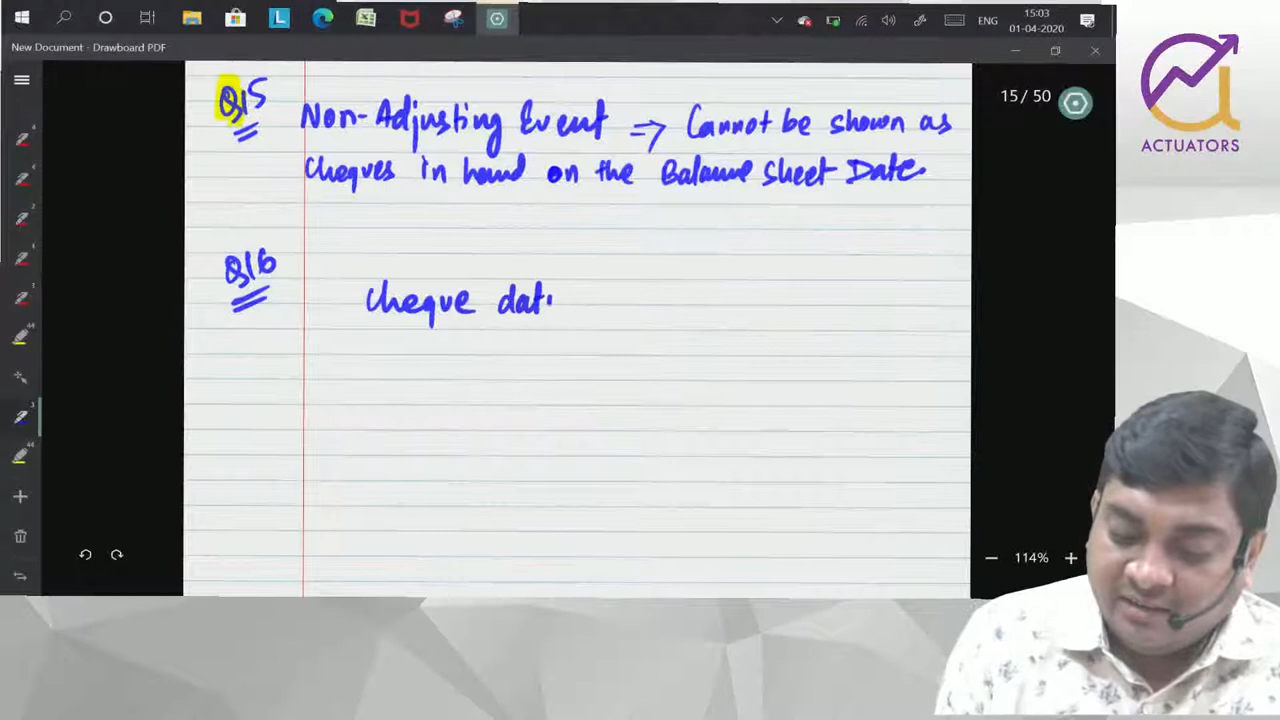 15:03
ENG
01-04-2020
New Document - Drawboard PDF
15 / 50
ACTUATORS
Q15
Non-Adjusting Event => Cannot be shown as
Cheques in hand on the Balance Sheet Date.
Q16
Cheque dat
114%